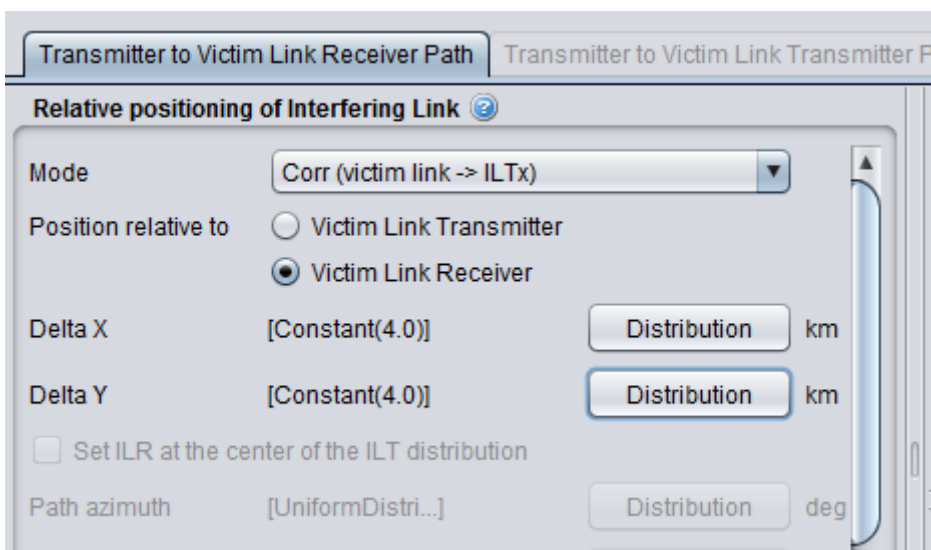 Transmitter to Victim Link Receiver Path Transmitter to Victim Link Transmitter P
Relative positioning of Interfering Link ?
Mode Corr (victim link -> ILTx)
Position relative to Victim Link Transmitter
Victim Link Receiver
Delta X [Constant(4.0)] Distribution km
Delta Y [Constant(4.0)] Distribution km
Set ILR at the center of the ILT distribution
Path azimuth [UniformDistri...] Distribution deg